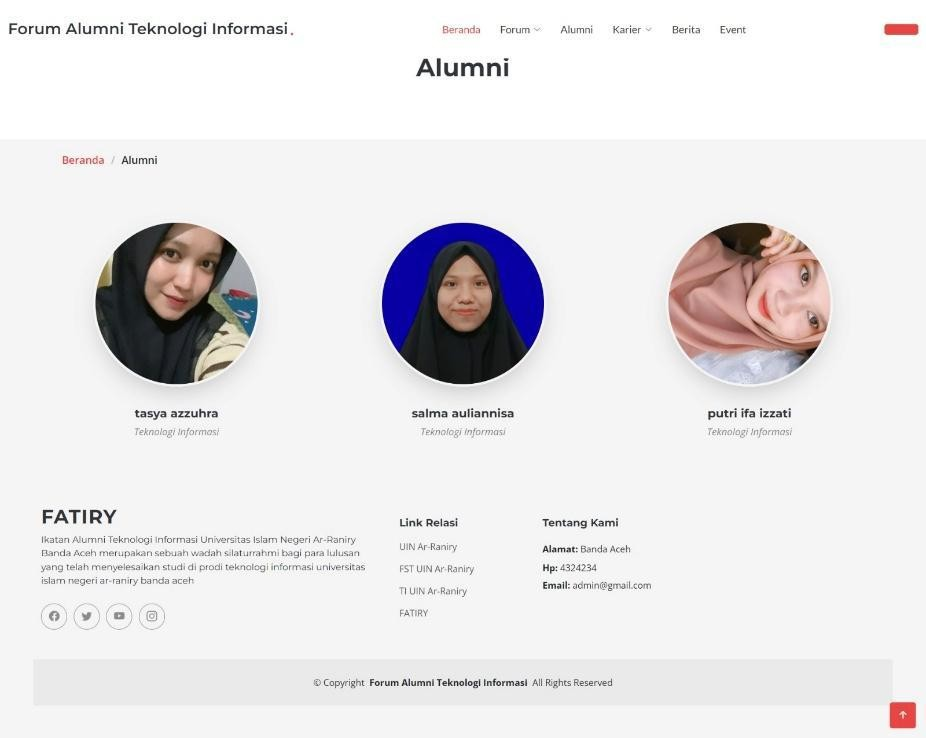 Forum Alumni Teknologi Informasi.
Beranda Forum Alumni Karier Berita Event
Alumni
Beranda / Alumni
tasya azzuhra
Teknologi Informasi
salma auliannisa
Teknologi Informasi
putri ifa izzati
Teknologi Informasi
FATIRY
Ikatan Alumni Teknologi Informasi Universitas Islam Negeri Ar-Raniry
Banda Aceh merupakan sebuah wadah silaturrahmi bagi para lulusan
yang telah menyelesaikan studi di prodi teknologi informasi universitas
islam negeri ar-raniry banda aceh
Link Relasi
UIN Ar-Raniry
FST UIN Ar-Raniry
TI UIN Ar-Raniry
FATIRY
Tentang Kami
Alamat: Banda Aceh
Hp: 4324234
Email: admin@gmail.com
© Copyright Forum Alumni Teknologi Informasi All Rights Reserved